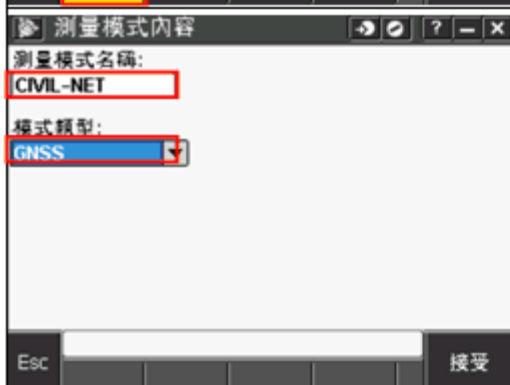 測量模式內容 ? – ×
測量模式名稱:
CIVIL-NET
模式類型:
GNSS
Esc
接受